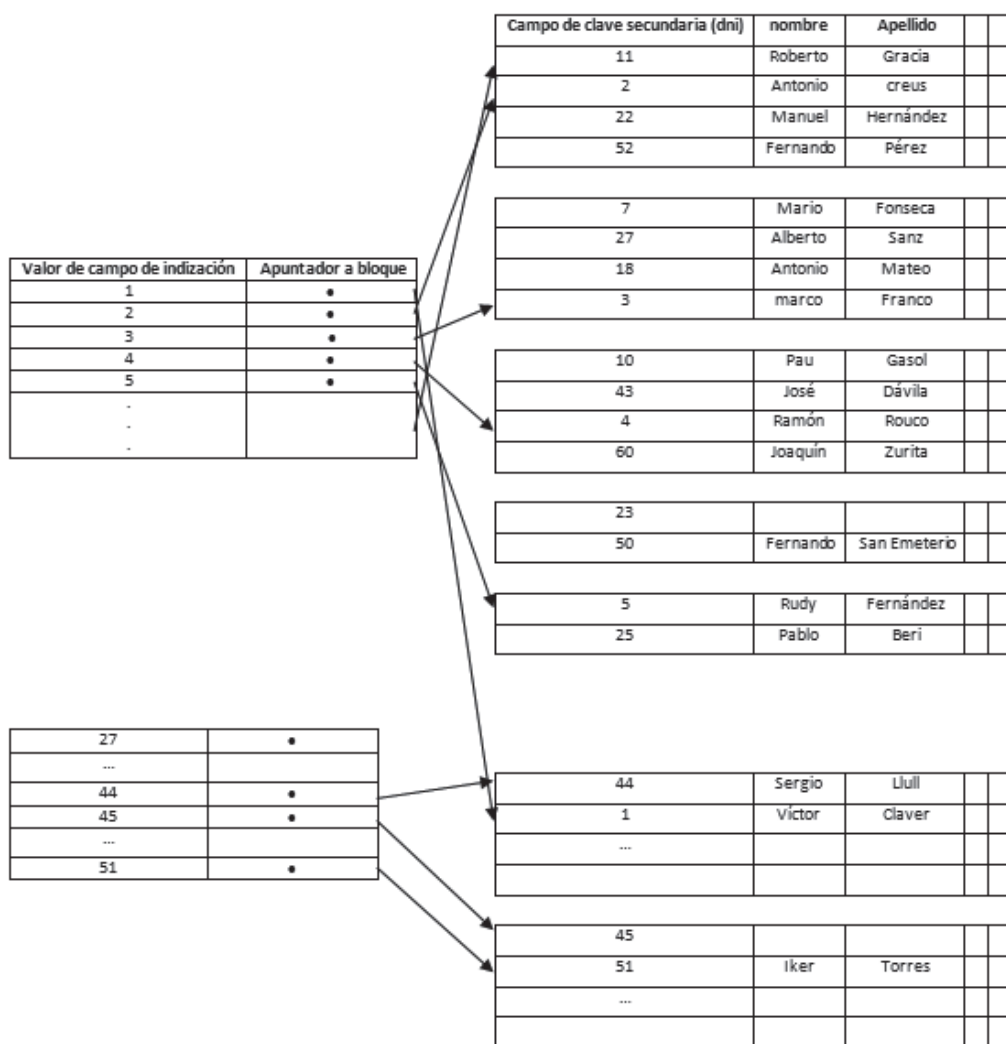 Campo de clave secundaria (dni) nombre Apellido
11 Roberto Gracia
2 Antonio creus
22 Manuel Hernández
52 Fernando Pérez
7 Mario Fonseca
27 Alberto Sanz
18 Antonio Mateo
3 marco Franco
10 Pau Gasol
43 José Dávila
4 Ramón Rouco
60 Joaquín Zurita
23
50 Fernando San Emeterio
5 Rudy Fernández
25 Pablo Beri
44 Sergio Llull
1 Víctor Claver
...
45
51 Iker Torres
...
Valor de campo de indización Apuntador a bloque
1 •
2 •
3 •
4 •
5 •
.
.
.
27 •
...
44 •
45 •
...
51 •